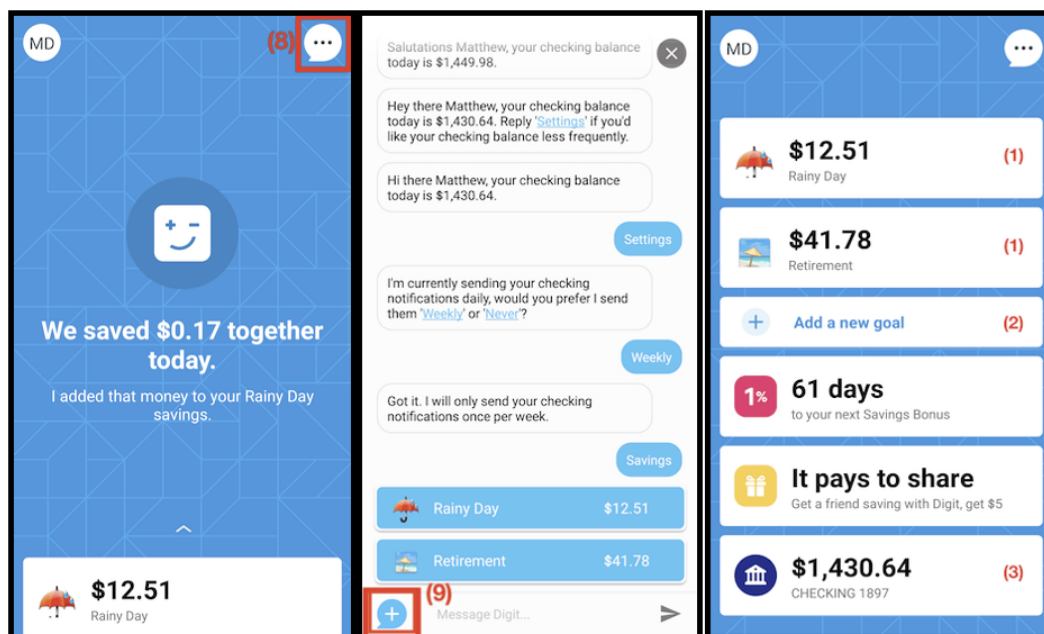 MD
(8)
We saved $0.17 together
today.
I added that money to your Rainy Day
savings.
$12.51
Rainy Day
Salutations Matthew, your checking balance
today is $1,449.98.
Hey there Matthew, your checking balance
today is $1,430.64. Reply 'Settings' if you'd
like your checking balance less frequently.
Hi there Matthew, your checking balance
today is $1,430.64.
Settings
I'm currently sending your checking
notifications daily, would you prefer I send
them 'Weekly' or 'Never'?
Weekly
Got it. I will only send your checking
notifications once per week.
Savings
Rainy Day $12.51
Retirement $41.78
(9)
Message Digit...
MD
$12.51
Rainy Day
(1)
$41.78
Retirement
(1)
Add a new goal
(2)
1%
61 days
to your next Savings Bonus
It pays to share
Get a friend saving with Digit, get $5
$1,430.64
CHECKING 1897
(3)